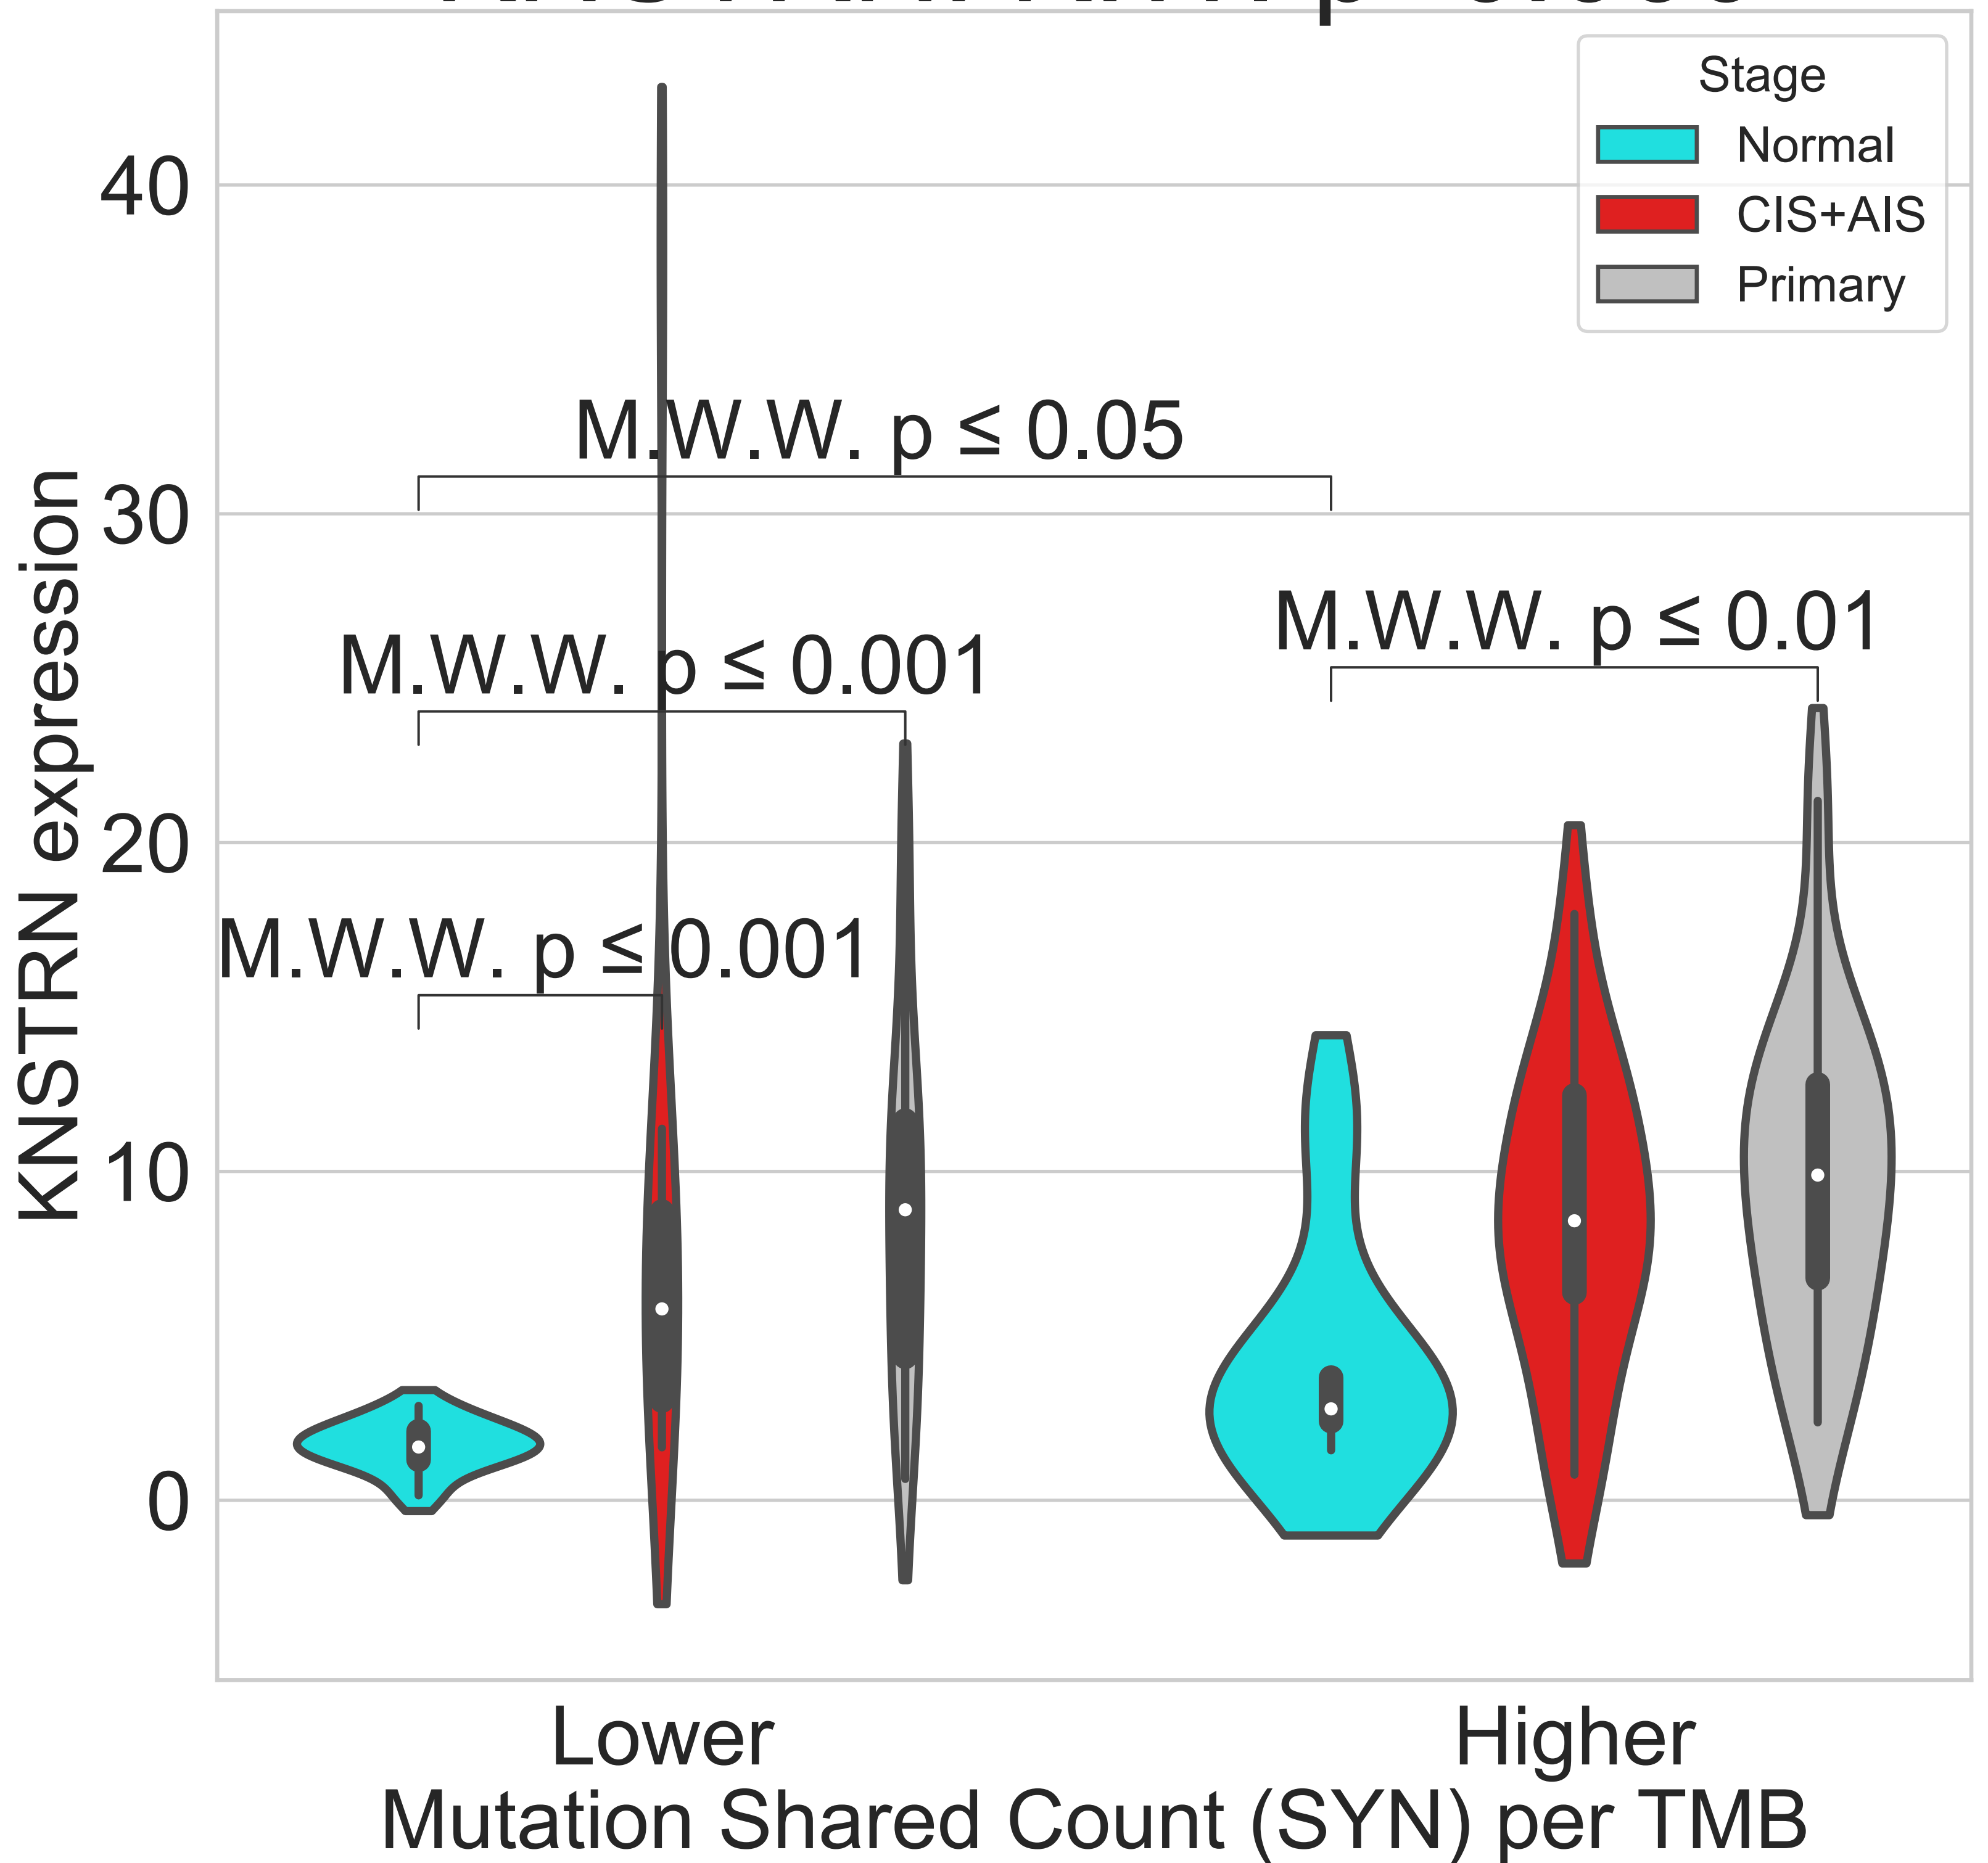 Stage
Normal
CIS+AIS
Primary
40
30
20
10
0
KNSTRN expression
M.W.W. p ≤ 0.05
M.W.W. p ≤ 0.01
M.W.W. p ≤ 0.001
M.W.W. p ≤ 0.001
Lower
Higher
Mutation Shared Count (SYN) per TMB